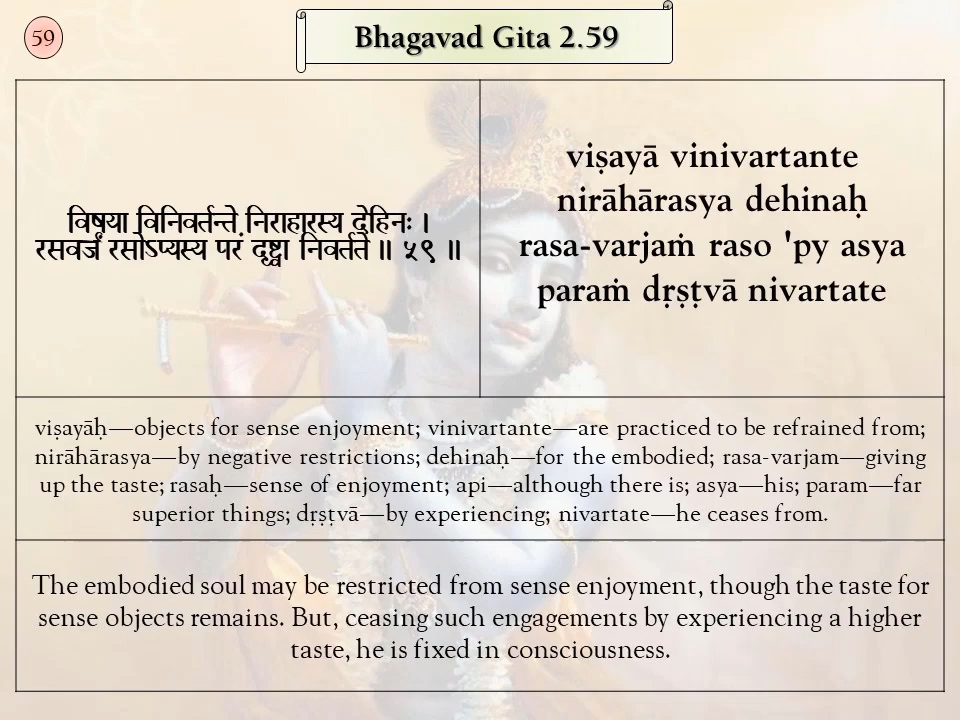 59
Bhagavad Gita 2.59
विषया विनिवर्तन्ते निराहारस्य देहिनः ।
रसवर्जं रसोऽप्यस्य परं दृष्ट्वा निवर्तते ॥ ५९ ॥
viṣayā vinivartante
nirāhārasya dehinaḥ
rasa-varjaṁ raso 'py asya
paraṁ dṛṣṭvā nivartate
viṣayāḥ—objects for sense enjoyment; vinivartante—are practiced to be refrained from;
nirāhārasya—by negative restrictions; dehinaḥ—for the embodied; rasa-varjam—giving
up the taste; rasaḥ—sense of enjoyment; api—although there is; asya—his; param—far
superior things; dṛṣṭvā—by experiencing; nivartate—he ceases from.
The embodied soul may be restricted from sense enjoyment, though the taste for
sense objects remains. But, ceasing such engagements by experiencing a higher
taste, he is fixed in consciousness.